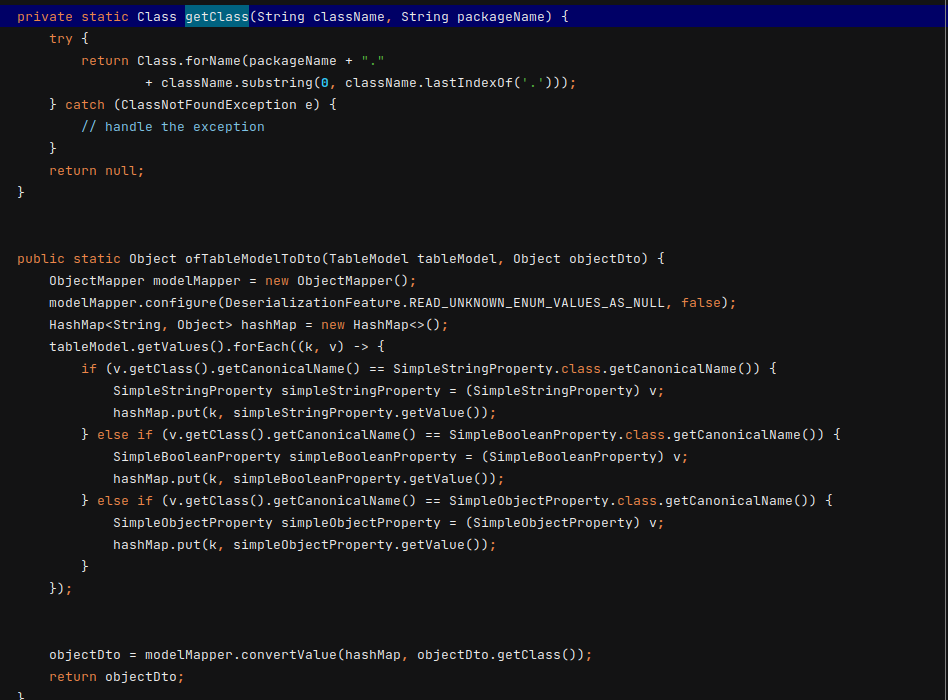 private static Class getClass(String className, String packageName) {
    try {
        return Class.forName(packageName + "."
                + className.substring(0, className.lastIndexOf('.')));
    } catch (ClassNotFoundException e) {
        // handle the exception
    }
    return null;
}
public static Object ofTableModelToDto(TableModel tableModel, Object objectDto) {
    ObjectMapper modelMapper = new ObjectMapper();
    modelMapper.configure(DeserializationFeature.READ_UNKNOWN_ENUM_VALUES_AS_NULL, false);
    HashMap<String, Object> hashMap = new HashMap<>();
    tableModel.getValues().forEach((k, v) -> {
        if (v.getClass().getCanonicalName() == SimpleStringProperty.class.getCanonicalName()) {
            SimpleStringProperty simpleStringProperty = (SimpleStringProperty) v;
            hashMap.put(k, simpleStringProperty.getValue());
        } else if (v.getClass().getCanonicalName() == SimpleBooleanProperty.class.getCanonicalName()) {
            SimpleBooleanProperty simpleBooleanProperty = (SimpleBooleanProperty) v;
            hashMap.put(k, simpleBooleanProperty.getValue());
        } else if (v.getClass().getCanonicalName() == SimpleObjectProperty.class.getCanonicalName()) {
            SimpleObjectProperty simpleObjectProperty = (SimpleObjectProperty) v;
            hashMap.put(k, simpleObjectProperty.getValue());
        }
    });
    objectDto = modelMapper.convertValue(hashMap, objectDto.getClass());
    return objectDto;
}